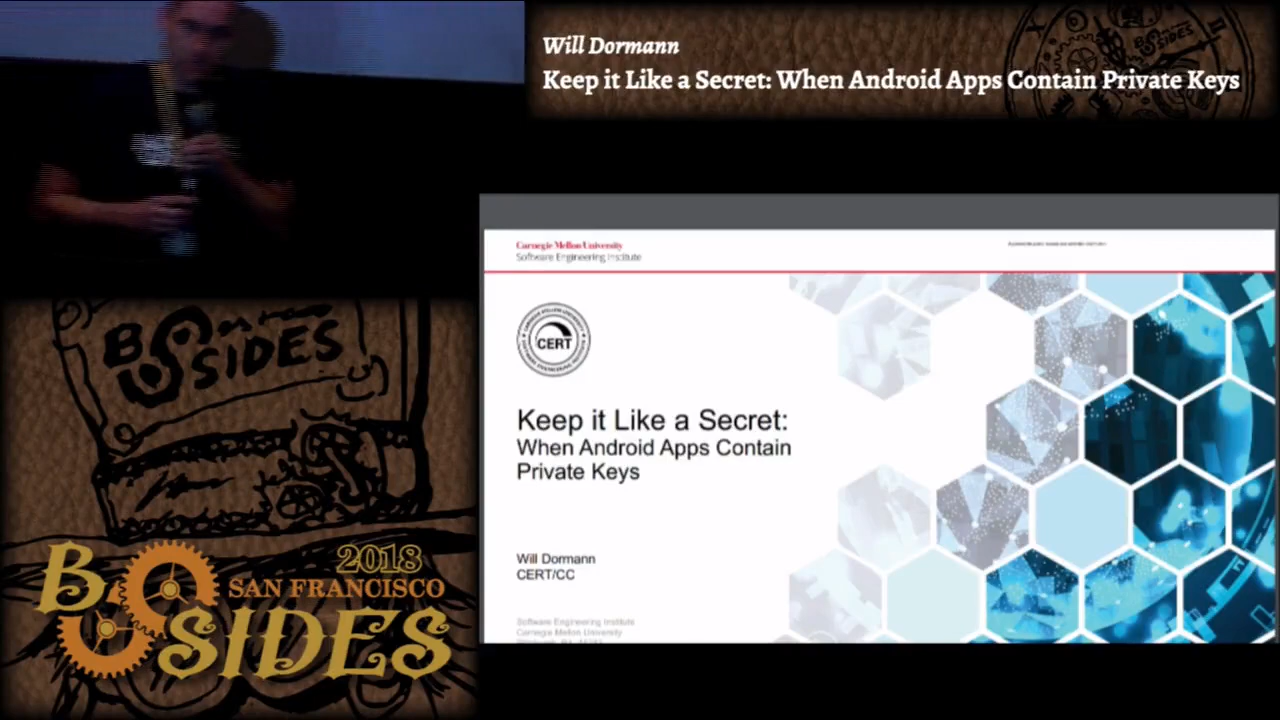 Will Dormann
Keep it Like a Secret: When Android Apps Contain Private Keys
BSIDES
Carnegie Mellon University
Software Engineering Institute
CERT
Keep it Like a Secret:
When Android Apps Contain
Private Keys
Will Dormann
CERT/CC
Software Engineering Institute
Carnegie Mellon University
BSIDES
2018
SAN FRANCISCO